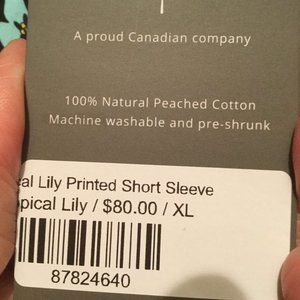 A proud Canadian company
100% Natural Peached Cotton
Machine washable and pre-shrunk
Lily Printed Short Sleeve
Lily / $80.00 / XL
87824640